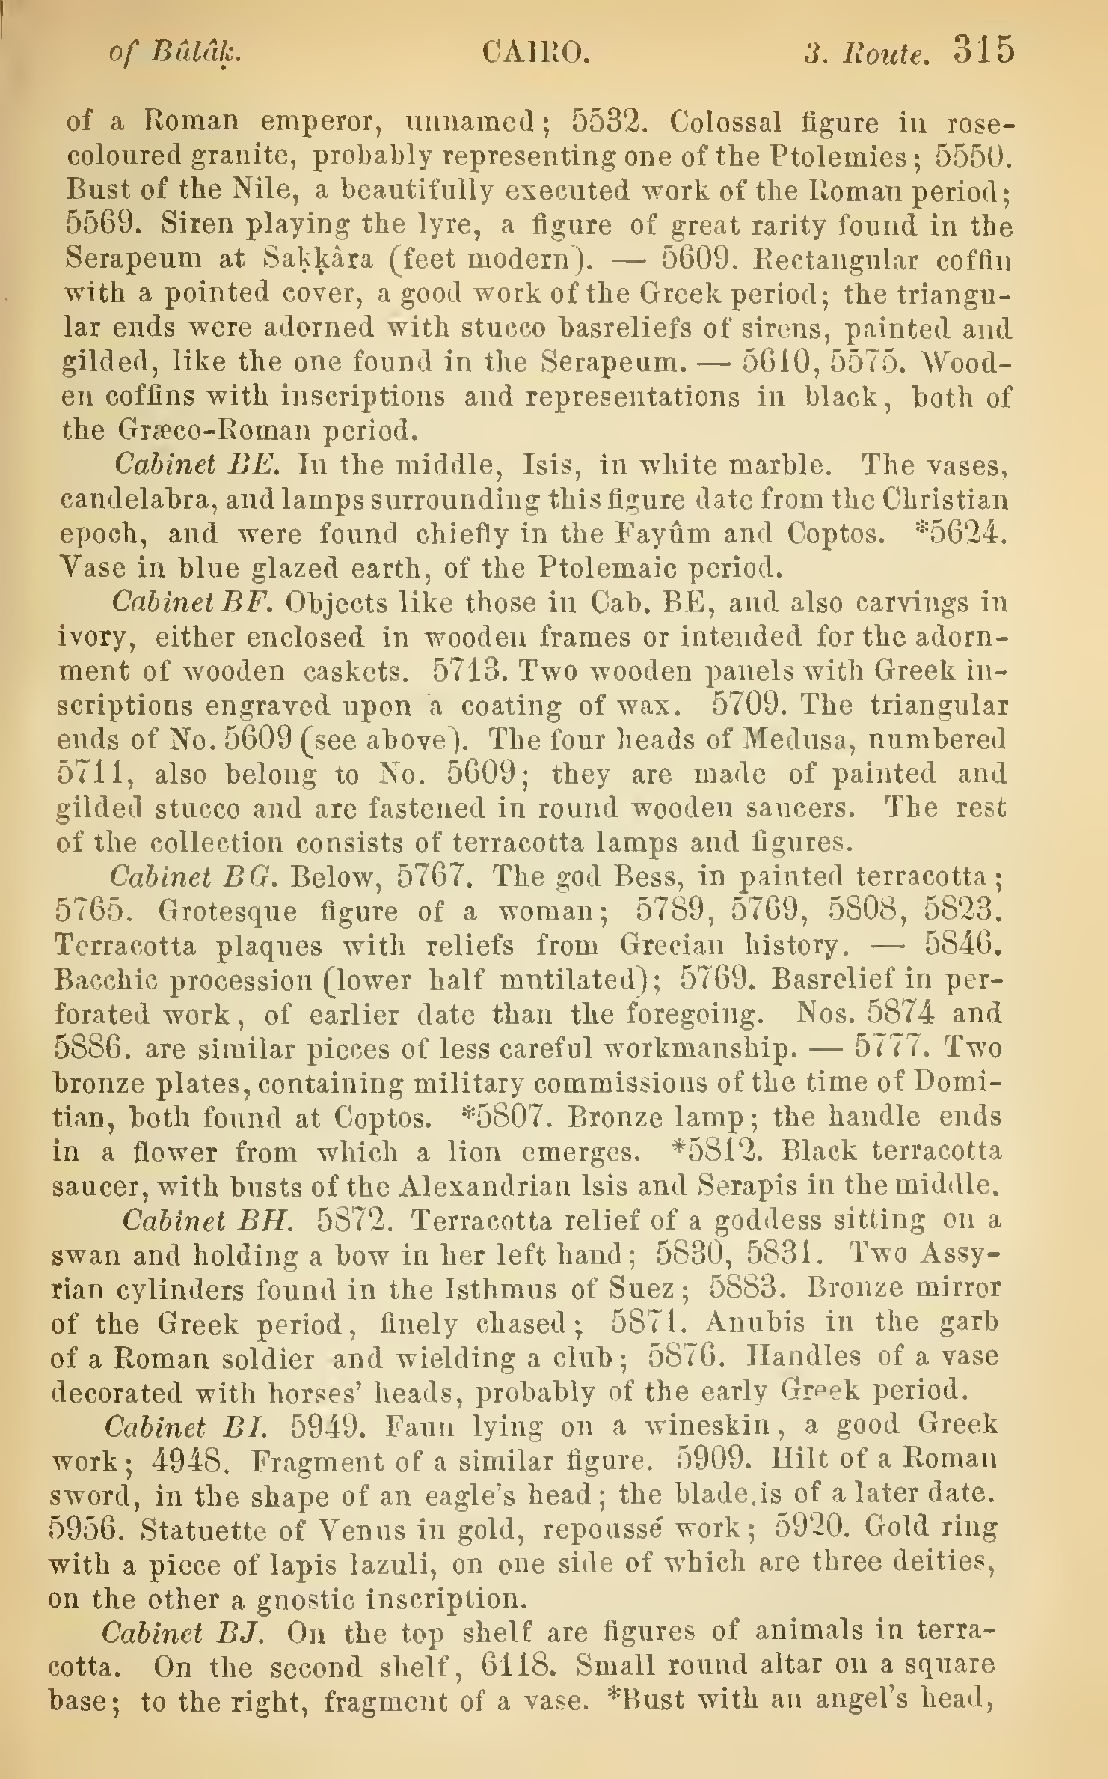 of Bûlâḳ. CAIRO. 3. Route. 315
of a Roman emperor, unnamed; 5532. Colossal figure in rose-
coloured granite, probably representing one of the Ptolemies; 5550.
Bust of the Nile, a beautifully executed work of the Roman period;
5569. Siren playing the lyre, a figure of great rarity found in the
Serapeum at Saḳḳâra (feet modern). — 5609. Rectangular coffin
with a pointed cover, a good work of the Greek period; the triangu-
lar ends were adorned with stucco basreliefs of sirens, painted and
gilded, like the one found in the Serapeum. — 5610, 5575. Wood-
en coffins with inscriptions and representations in black, both of
the Græco-Roman period.
Cabinet BE. In the middle, Isis, in white marble. The vases,
candelabra, and lamps surrounding this figure date from the Christian
epoch, and were found chiefly in the Fayûm and Coptos. *5624.
Vase in blue glazed earth, of the Ptolemaic period.
Cabinet BF. Objects like those in Cab. BE, and also carvings in
ivory, either enclosed in wooden frames or intended for the adorn-
ment of wooden caskets. 5713. Two wooden panels with Greek in-
scriptions engraved upon a coating of wax. 5709. The triangular
ends of No. 5609 (see above). The four heads of Medusa, numbered
5711, also belong to No. 5609; they are made of painted and
gilded stucco and are fastened in round wooden saucers. The rest
of the collection consists of terracotta lamps and figures.
Cabinet BG. Below, 5767. The god Bess, in painted terracotta;
5765. Grotesque figure of a woman; 5789, 5769, 5808, 5823.
Terracotta plaques with reliefs from Grecian history. — 5846.
Bacchic procession (lower half mutilated); 5769. Basrelief in per-
forated work, of earlier date than the foregoing. Nos. 5874 and
5886. are similar pieces of less careful workmanship. — 5777. Two
bronze plates, containing military commissions of the time of Domi-
tian, both found at Coptos. *5807. Bronze lamp; the handle ends
in a flower from which a lion emerges. *5812. Black terracotta
saucer, with busts of the Alexandrian Isis and Serapis in the middle.
Cabinet BH. 5872. Terracotta relief of a goddess sitting on a
swan and holding a bow in her left hand; 5830, 5831. Two Assy-
rian cylinders found in the Isthmus of Suez; 5883. Bronze mirror
of the Greek period, finely chased; 5871. Anubis in the garb
of a Roman soldier and wielding a club; 5876. Handles of a vase
decorated with horses' heads, probably of the early Greek period.
Cabinet BI. 5949. Faun lying on a wineskin, a good Greek
work; 4948. Fragment of a similar figure. 5909. Hilt of a Roman
sword, in the shape of an eagle's head; the blade.is of a later date.
5956. Statuette of Venus in gold, repoussé work; 5920. Gold ring
with a piece of lapis lazuli, on one side of which are three deities,
on the other a gnostic inscription.
Cabinet BJ. On the top shelf are figures of animals in terra-
cotta. On the second shelf, 6118. Small round altar on a square
base; to the right, fragment of a vase. *Bust with an angel's head,